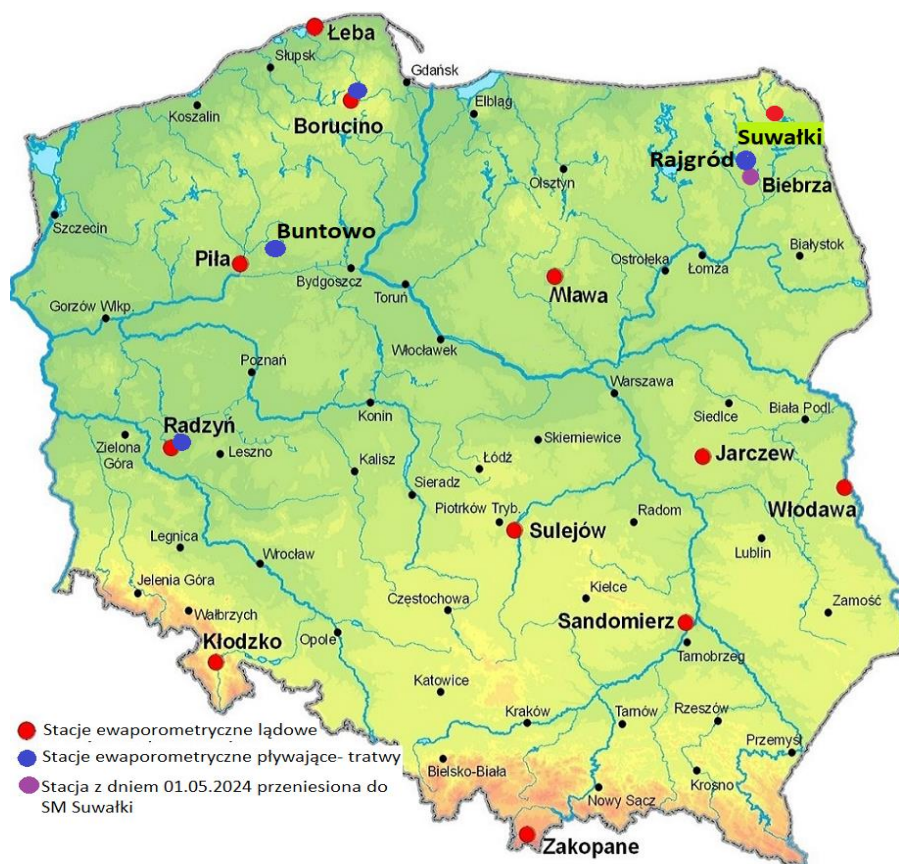 Łeba
Słupsk
Gdańsk
Koszalin
Borucino
Elbląg
Suwałki
Rajgród
Biebrza
Olsztyn
Szczecin
Buntowo
Piła
Białystok
Ostrołęka
Łomża
Bydgoszcz
Toruń
Mława
Gorzów Wlkp.
Włocławek
Poznań
Warszawa
Konin
Siedlce
Biała Podl.
Radzyń
Zielona
Góra
Leszno
Skierniewice
Kalisz
Łódź
Jarczew
Sieradz
Włodawa
Piotrków Tryb.
Sulejów
Radom
Legnica
Wrocław
Lublin
Jelenia Góra
Częstochowa
Kielce
Zamość
Wałbrzych
Sandomierz
Kłodzko
Opole
Tarnobrzeg
Katowice
Kraków
Tarnów
Rzeszów
Przemyśl
Stacje ewaporometryczne lądowe
Stacje ewaporometryczne pływające- tratwy
Stacja z dniem 01.05.2024 przeniesiona do
SM Suwałki
Bielsko-Biała
Nowy Sącz
Krosno
Zakopane